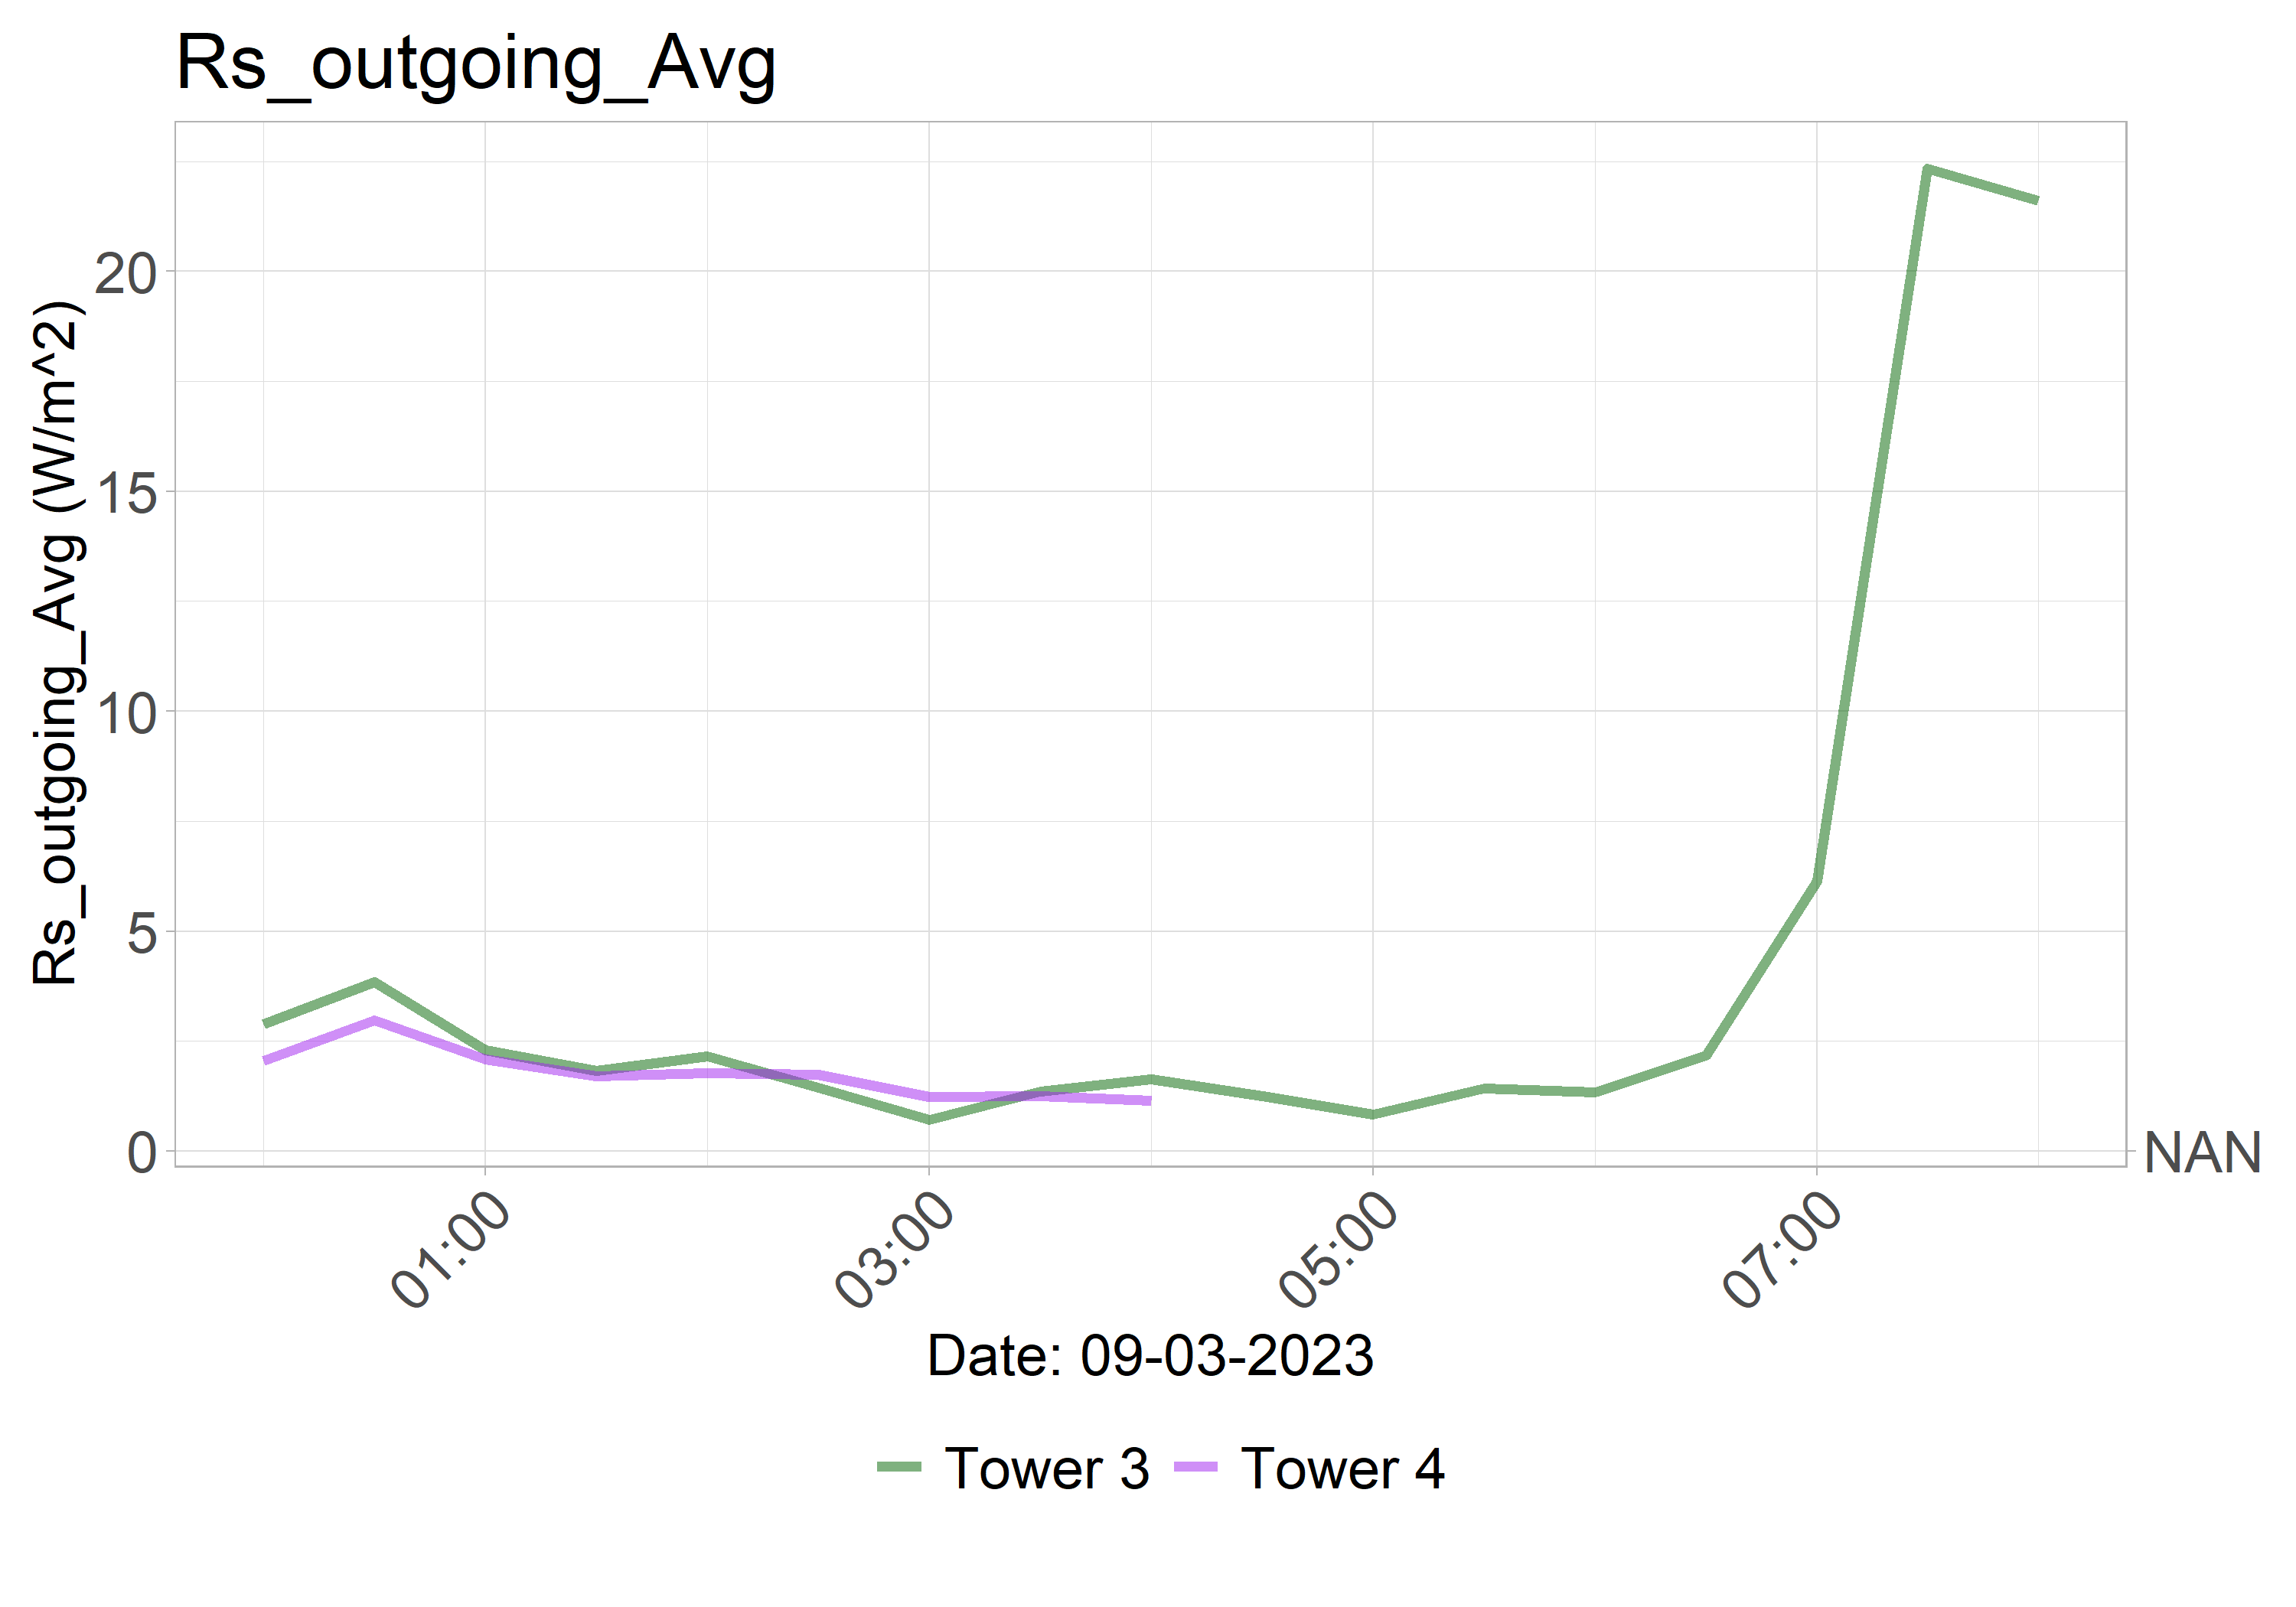 Rs_outgoing_Avg
Rs_outgoing_Avg (W/m^2)
20
15
10
5
0
NAN
01:00
03:00
05:00
07:00
Date: 09-03-2023
Tower 3
Tower 4